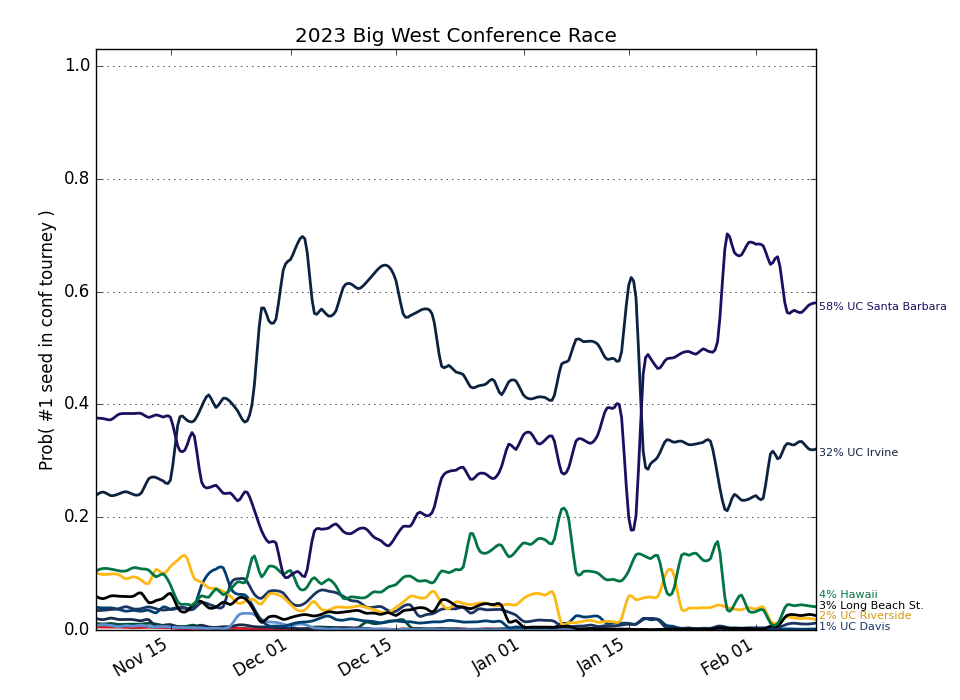 2023 Big West Conference Race
Prob( #1 seed in conf tourney )
1.0
0.8
0.6
0.4
0.2
0.0
Nov 15
Dec 01
Dec 15
Jan 01
Jan 15
Feb 01
58% UC Santa Barbara
32% UC Irvine
4% Hawaii
3% Long Beach St.
2% UC Riverside
1% UC Davis